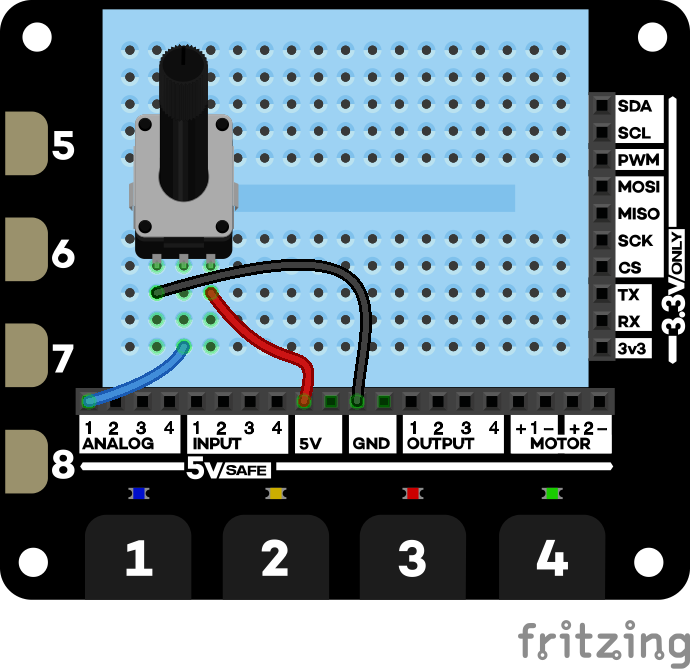 SDA
SCL
PWM
MOSI
MISO
SCK
CS
TX
RX
3v3
3.3v/ONLY
5
6
7
8
1 2 3 4
ANALOG
1 2 3 4
INPUT
5V
GND
1 2 3 4
OUTPUT
+1- +2-
MOTOR
5v/SAFE
1
2
3
4
fritzing